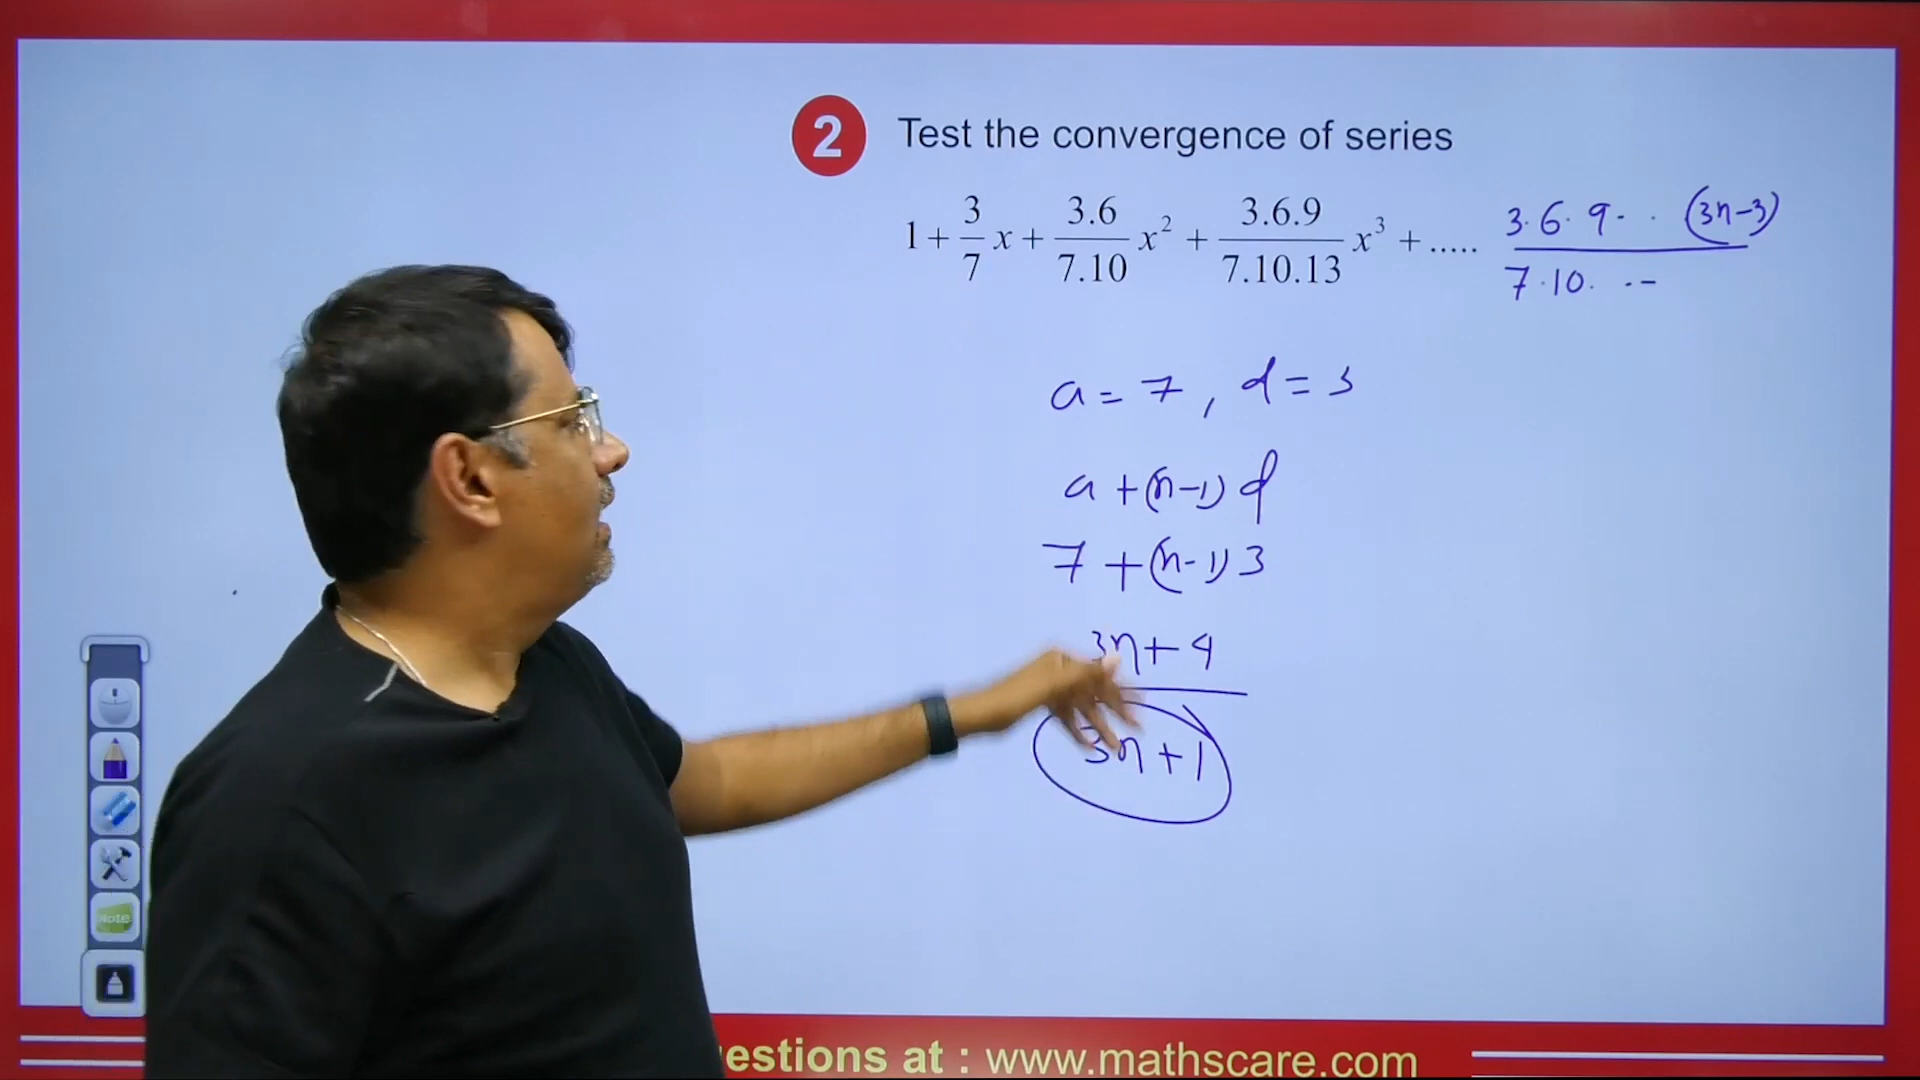 2 Test the convergence of series
1 + 3/7 x + 3.6/7.10 x² + 3.6.9/7.10.13 x³ + ..... 3.6.9.. (3n-3)/7.10. ..-
a = 7, d = 3
a + (n-1) d
7 + (n-1) 3
3n + 4
3n + 1
Note
estions at : www.mathscare.com